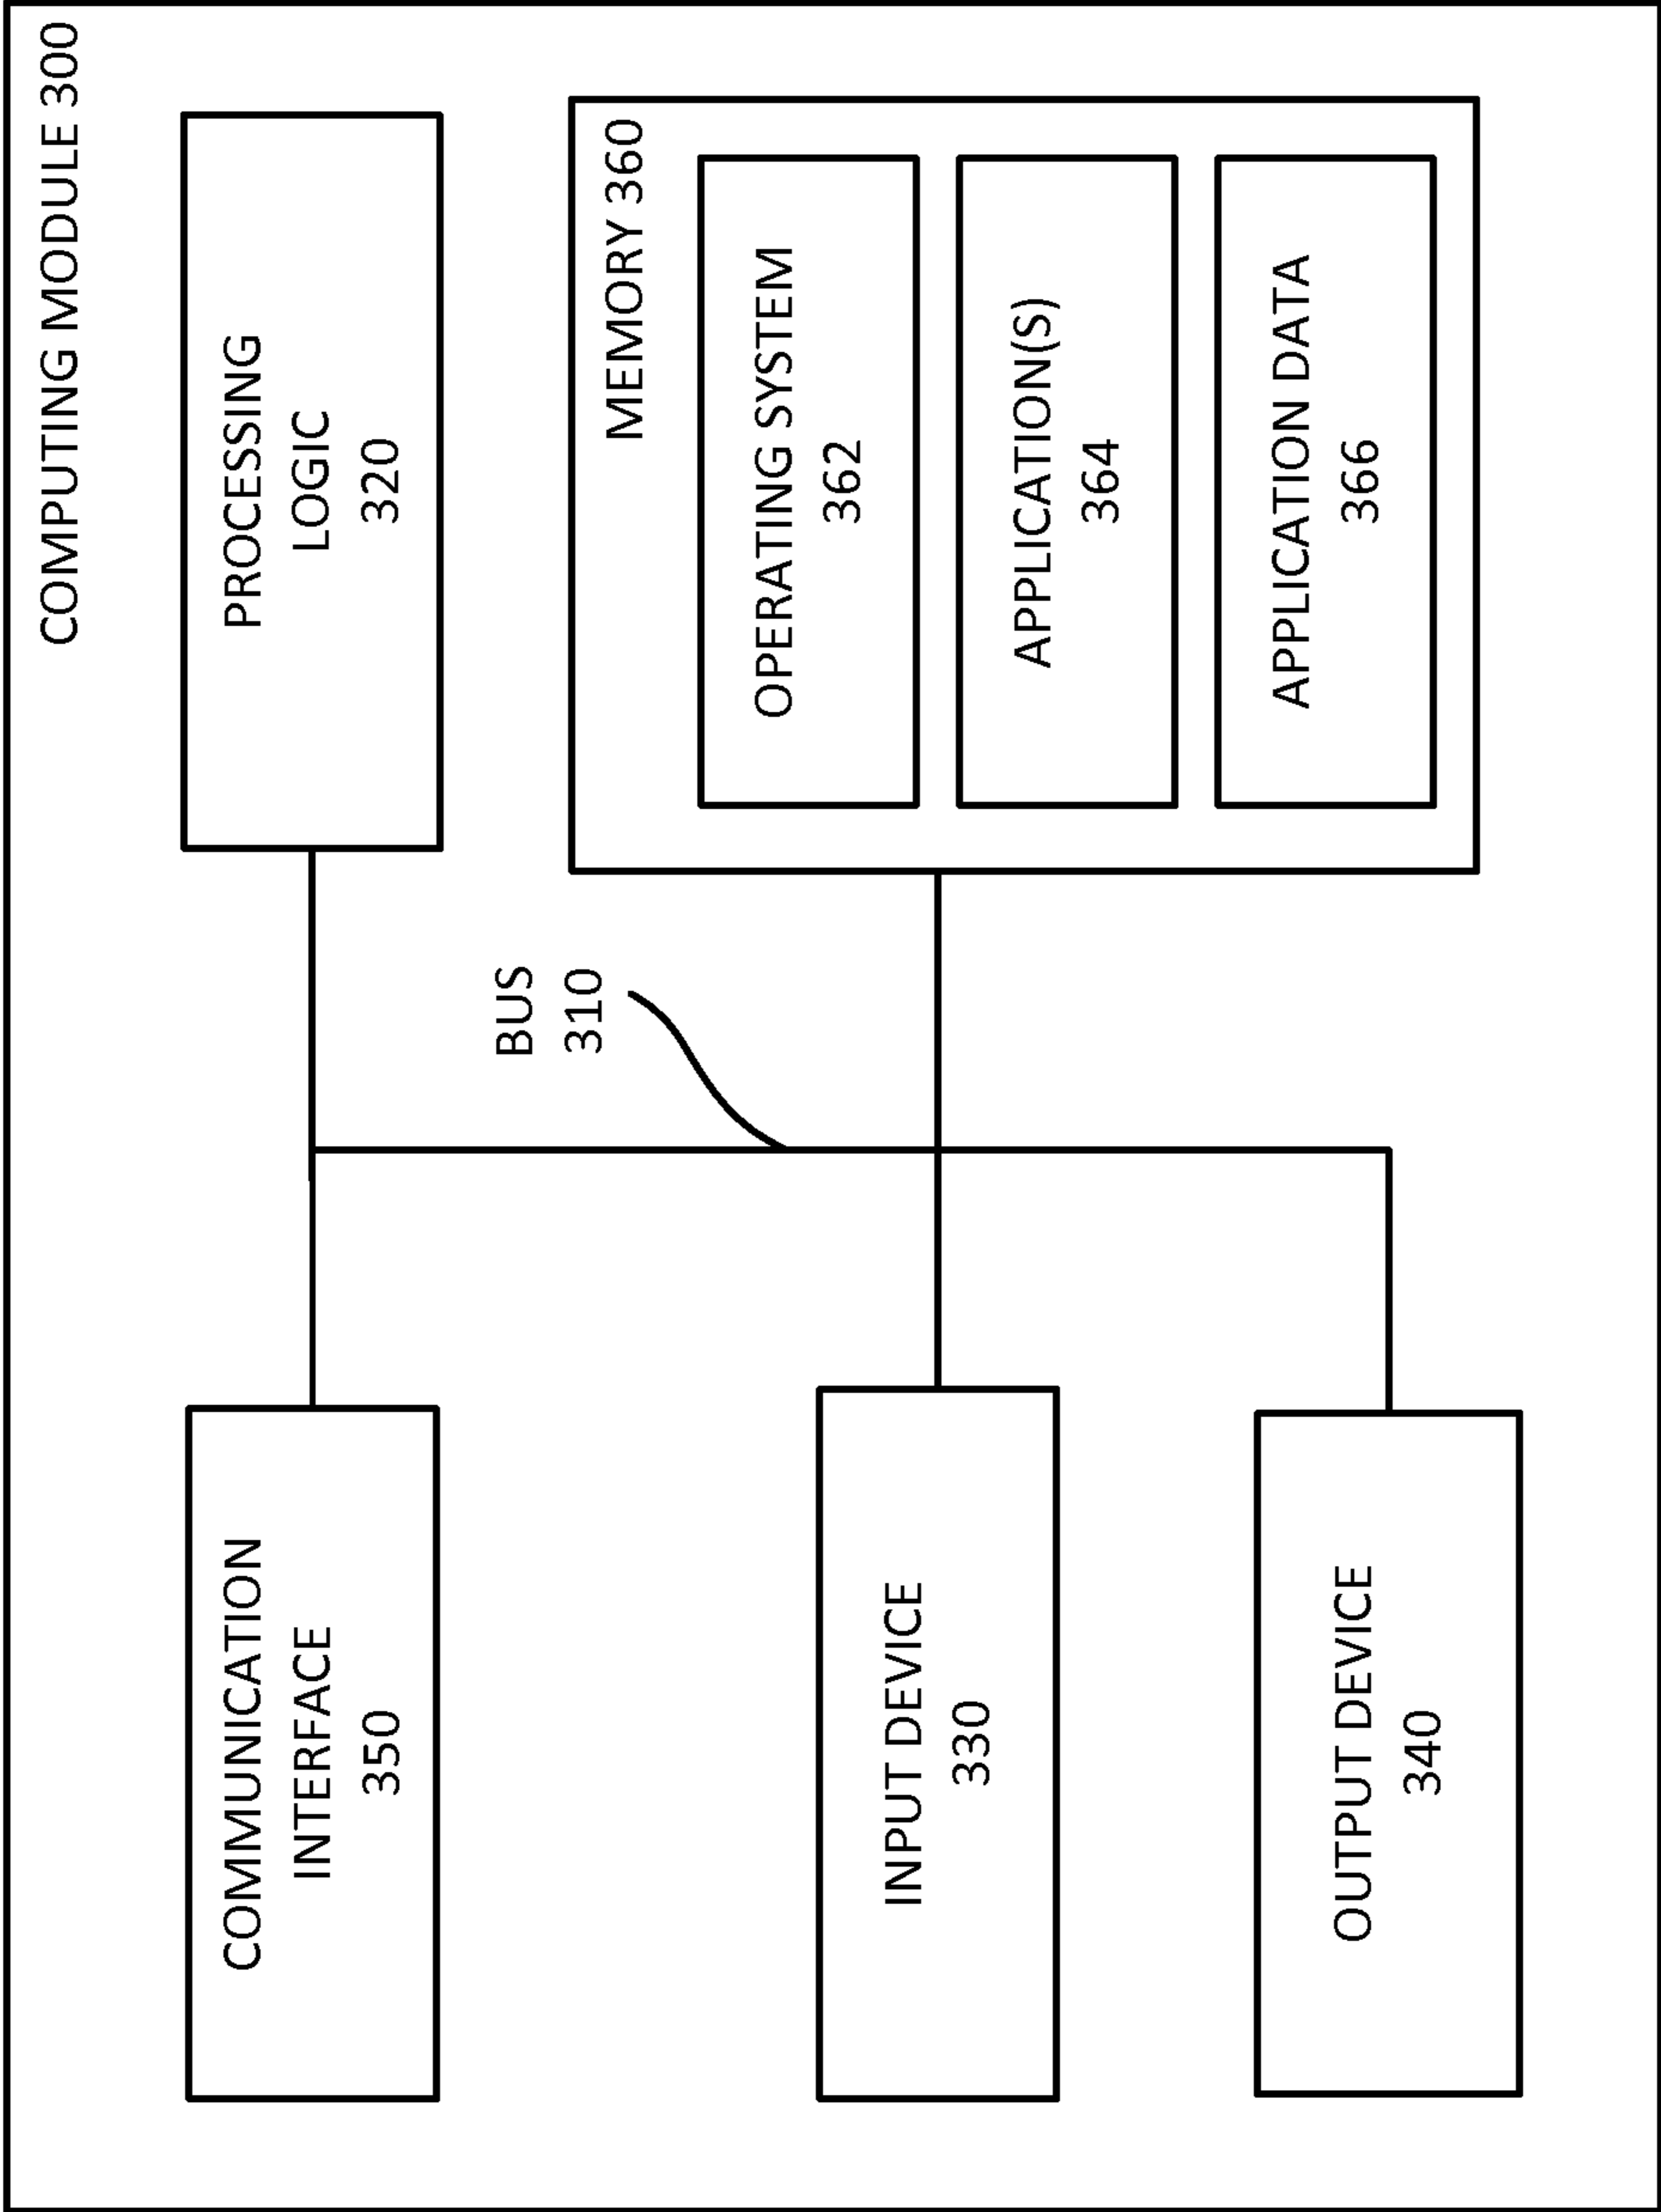 COMPUTING MODULE 300
COMMUNICATION
INTERFACE
350
PROCESSING
LOGIC
320
BUS
310
MEMORY 360
OPERATING SYSTEM
362
APPLICATION(S)
364
APPLICATION DATA
366
INPUT DEVICE
330
OUTPUT DEVICE
340